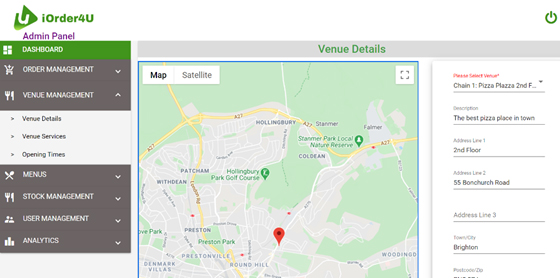 iOrder4U
Admin Panel
DASHBOARD
ORDER MANAGEMENT
VENUE MANAGEMENT
> Venue Details
> Venue Services
> Opening Times
MENUS
STOCK MANAGEMENT
USER MANAGEMENT
ANALYTICS
Venue Details
Map Satellite
HOLLINGBURY
Stanmer
Falmer
A27
Stanmer Park Local
Nature Reserve
COLDEAN
A27
PATCHAM
Hollingbury
Park Golf Course
WITHDEAN
Preston Park
PRESTON
ROUND HILL
DENMARK
VILLAS
WOODINGD
Please Select Venue*
Chain 1: Pizza Plazza 2nd F...
Description
The best pizza place in town
Address Line 1
2nd Floor
Address Line 2
55 Bonchurch Road
Address Line 3
Town/City
Brighton
Postcode/Zip